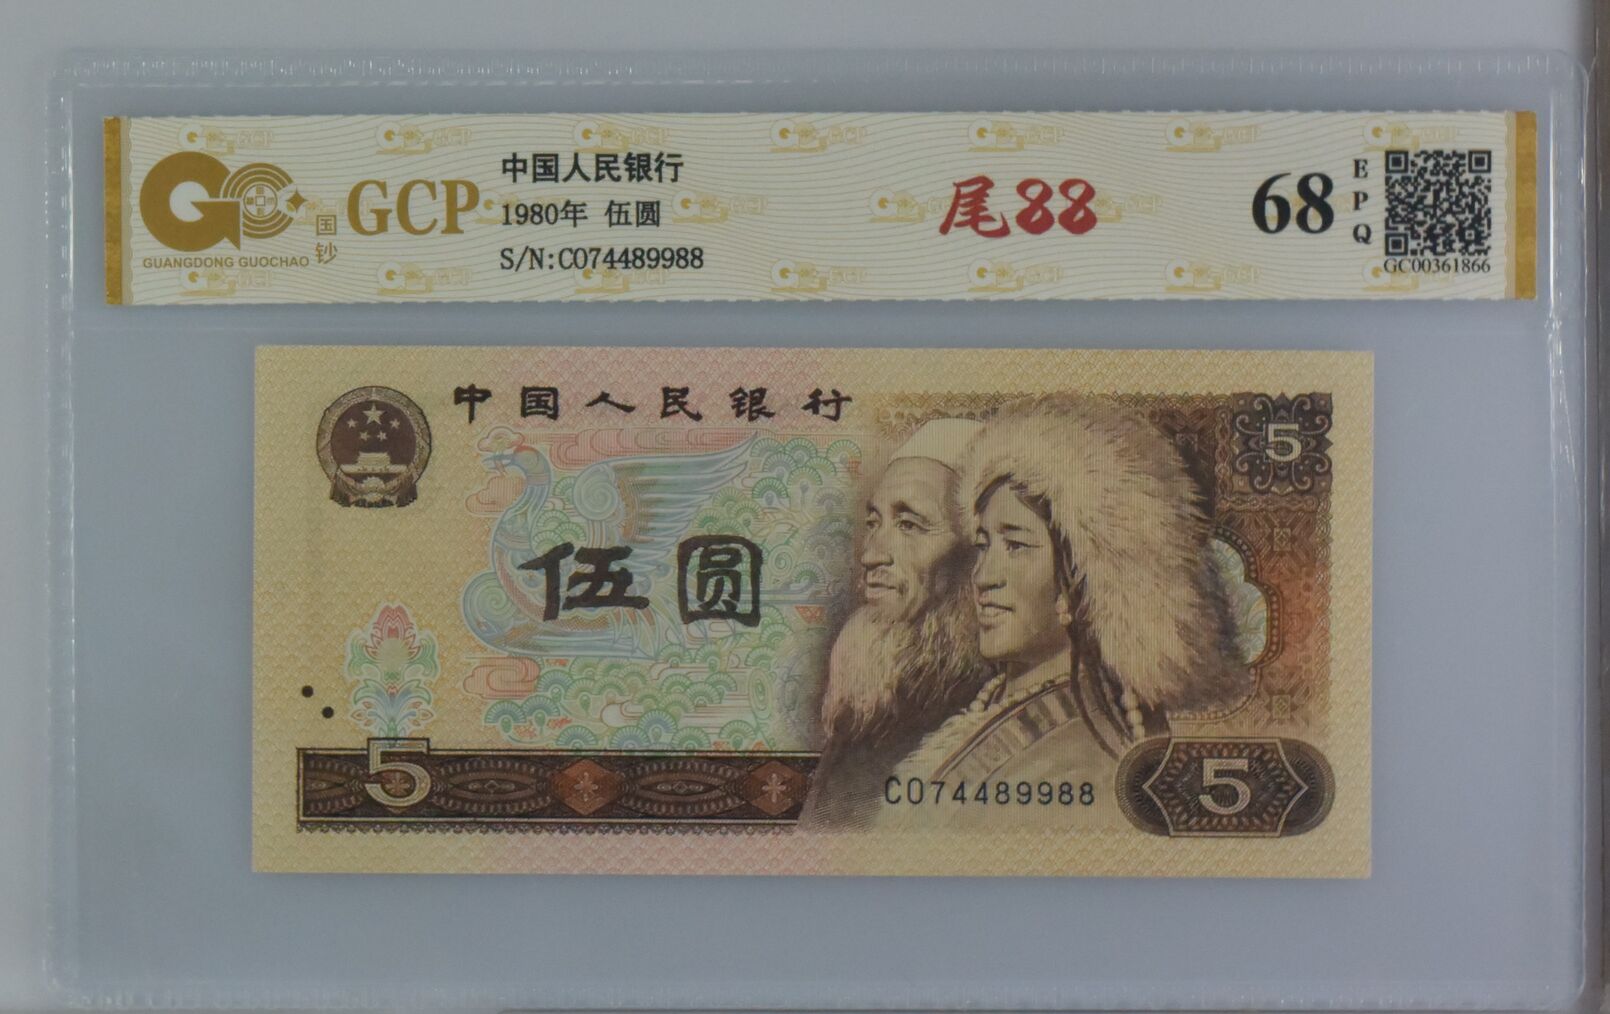 中国人民银行
1980年 伍圆
S/N:C074489988
GCP
国钞
GUANGDONG GUOCHAO
尾88
68
EPQ
GC00361866
中国人民银行
5
伍圆
5
C074489988
5